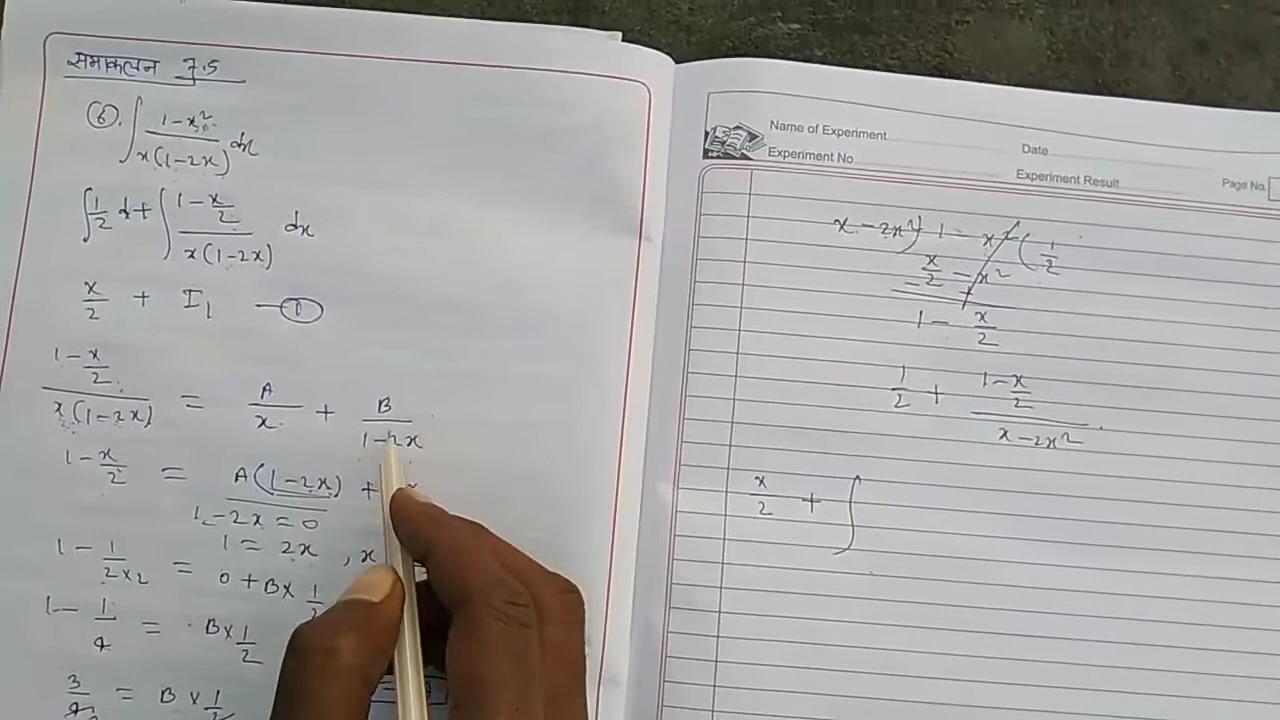 समाकलन 7.5
6. ∫ 1-x² / x(1-2x) dx
∫ 1/2 dx + ∫ 1-x/2 / x(1-2x) dx
x/2 + I₁ —①
1-x/2 / x(1-2x) = A/x + B/1-2x
1-x/2 = A(1-2x) +
1-2x=0
1 = 2x , x
1 - 1/2×2 = 0 + B× 1/2
1 - 1/4 = B× 1/2
3/4 = B × 1/2
Name of Experiment
Date
Experiment No
Experiment Result
Page No.
x-2x²) 1-x² ( 1/2
x/2 - x²
- +
1 - x/2
1/2 + 1-x/2 / x-2x²
x/2 + ∫